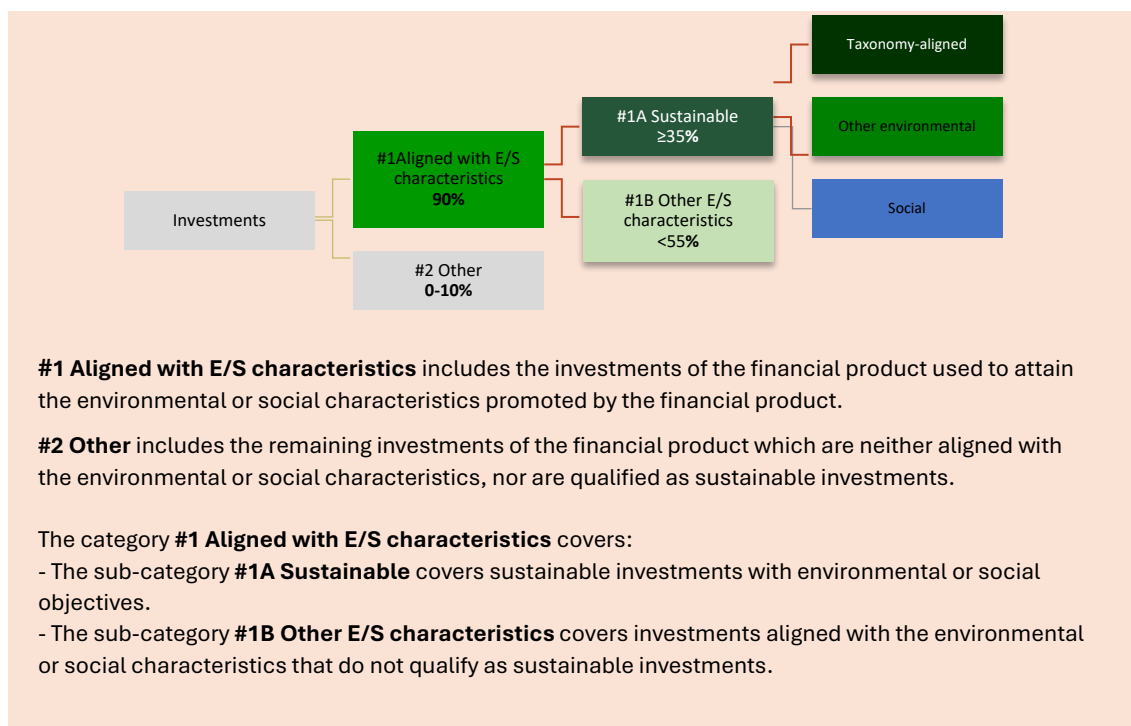 Taxonomy-aligned
#1A Sustainable
≥35%
Other environmental
#1Aligned with E/S
characteristics
90%
#1B Other E/S
characteristics
<55%
Social
Investments
#2 Other
0-10%
#1 Aligned with E/S characteristics includes the investments of the financial product used to attain
the environmental or social characteristics promoted by the financial product.
#2 Other includes the remaining investments of the financial product which are neither aligned with
the environmental or social characteristics, nor are qualified as sustainable investments.
The category #1 Aligned with E/S characteristics covers:
- The sub-category #1A Sustainable covers sustainable investments with environmental or social
objectives.
- The sub-category #1B Other E/S characteristics covers investments aligned with the environmental
or social characteristics that do not qualify as sustainable investments.